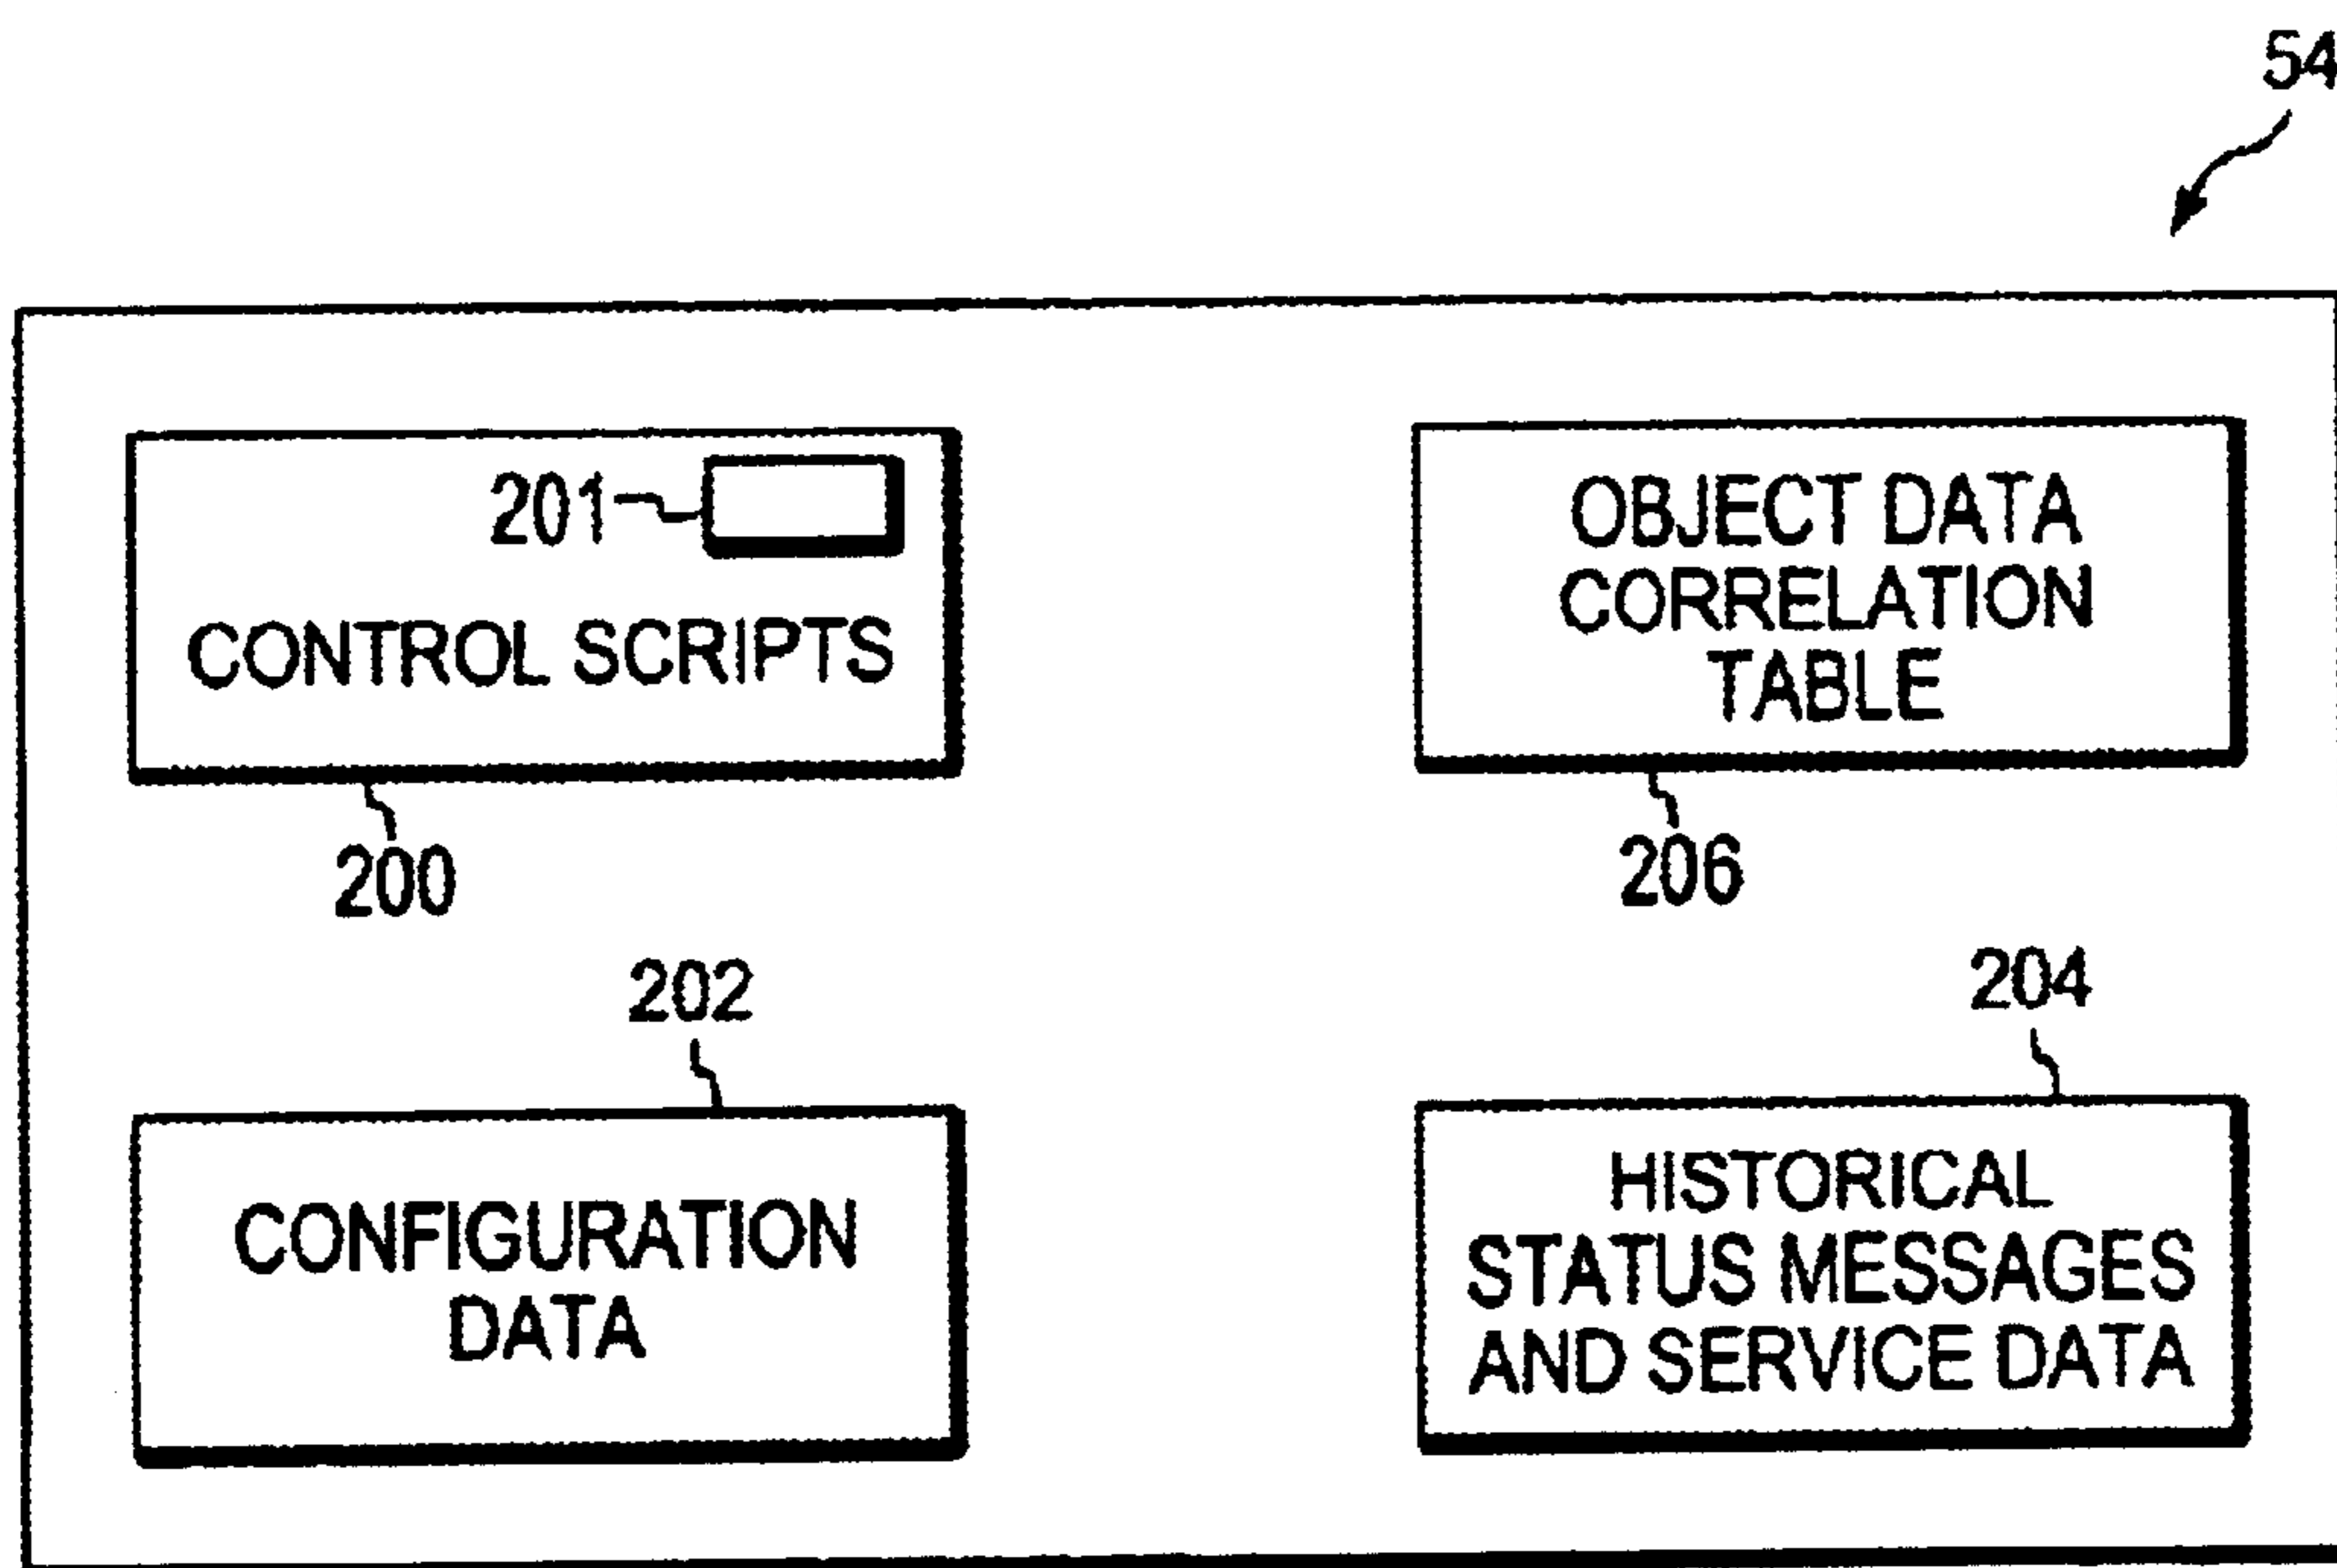 54
201
CONTROL SCRIPTS
200
OBJECT DATA
CORRELATION
TABLE
206
202
CONFIGURATION
DATA
204
HISTORICAL
STATUS MESSAGES
AND SERVICE DATA